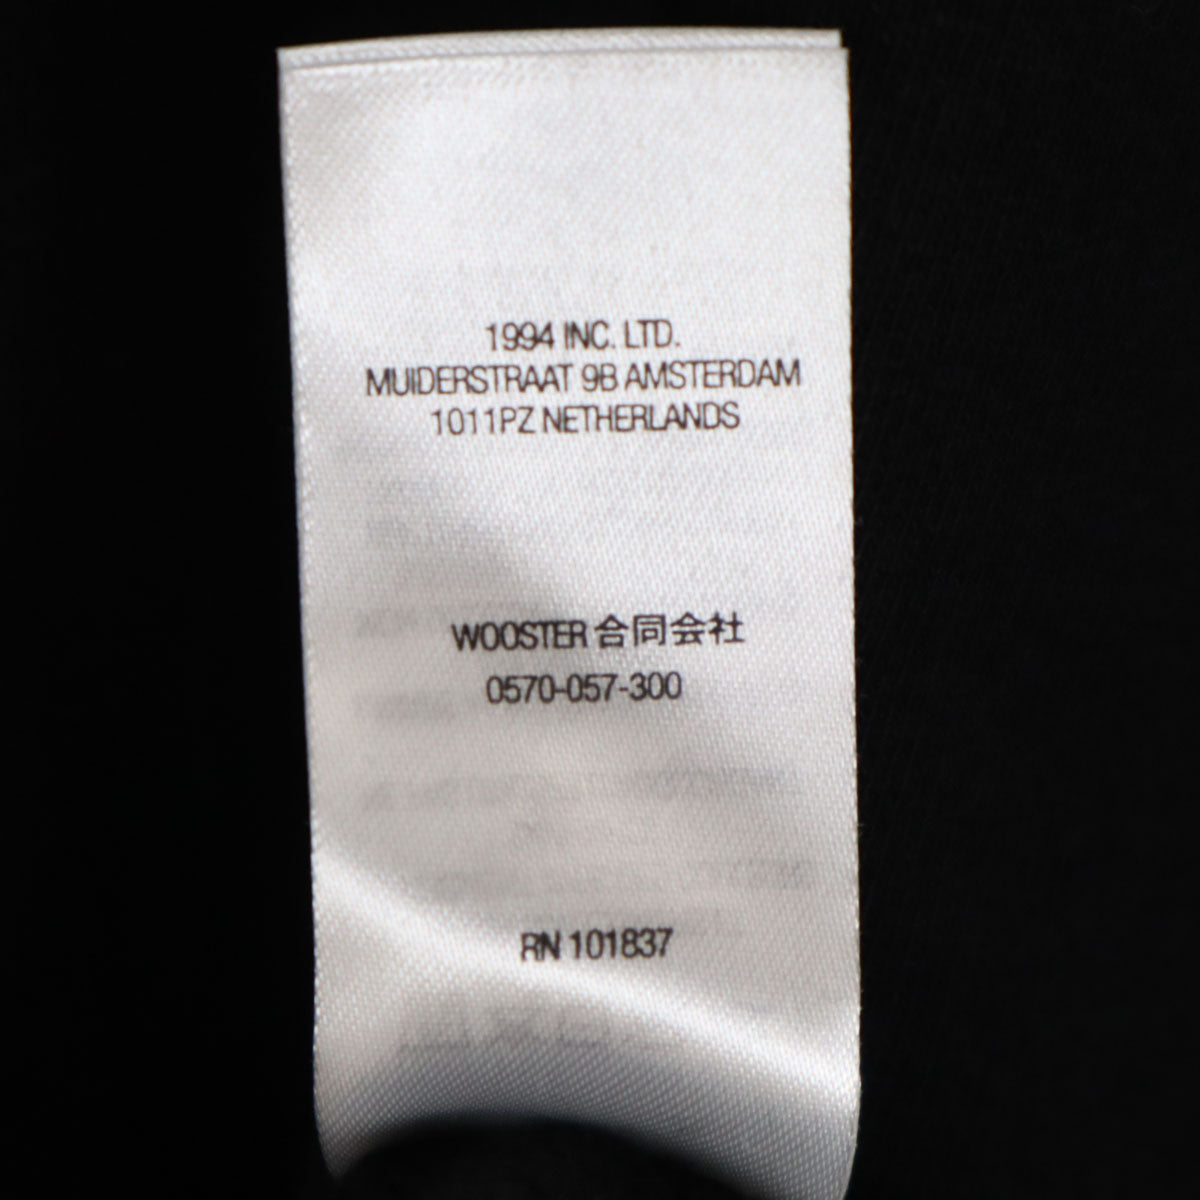 1994 INC. LTD.
MUIDERSTRAAT 9B AMSTERDAM
1011PZ NETHERLANDS
WOOSTER 合同会社
0570-057-300
RN 101837